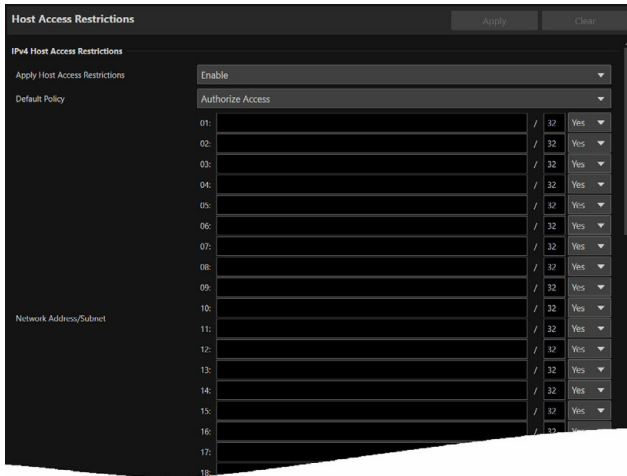 Host Access Restrictions Apply Clear
IPv4 Host Access Restrictions
Apply Host Access Restrictions Enable
Default Policy Authorize Access
01: / 32 Yes
02: / 32 Yes
03: / 32 Yes
04: / 32 Yes
05: / 32 Yes
06: / 32 Yes
07: / 32 Yes
08: / 32 Yes
09: / 32 Yes
10: / 32 Yes
Network Address/Subnet
11: / 32 Yes
12: / 32 Yes
13: / 32 Yes
14: / 32 Yes
15: / 32 Yes
16: / 32
17:
18: